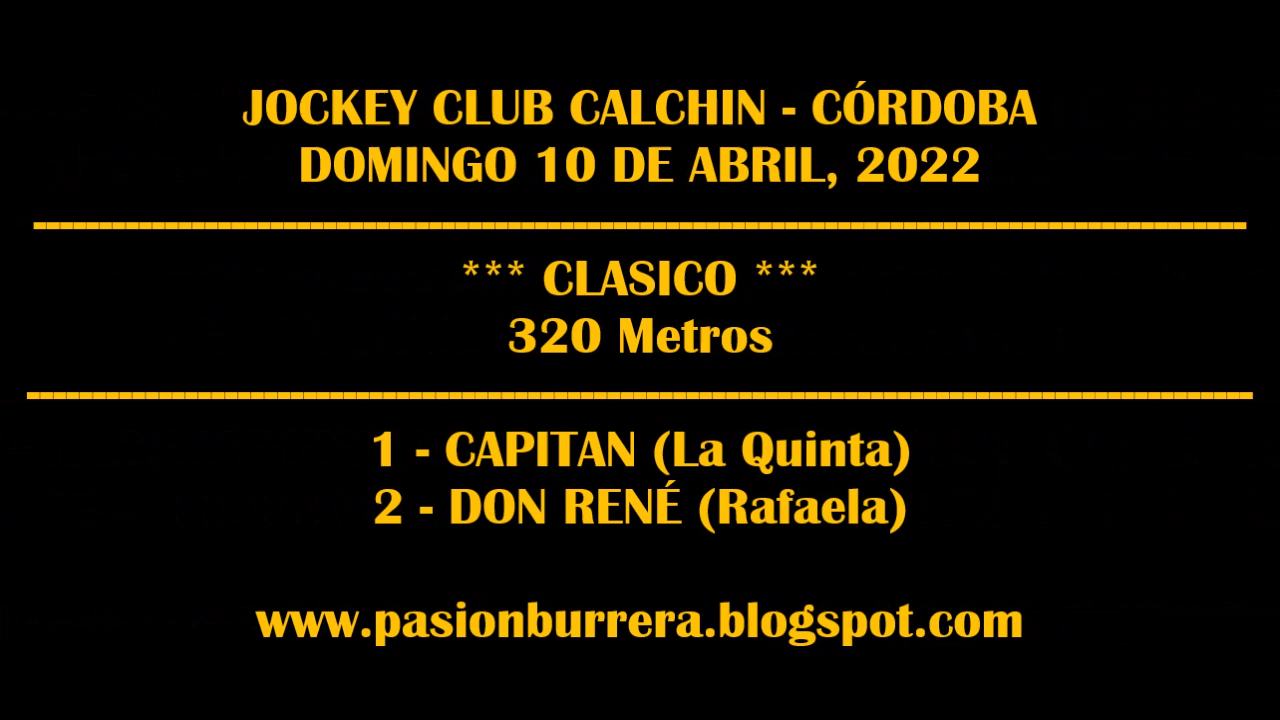 JOCKEY CLUB CALCHIN - CÓRDOBA
DOMINGO 10 DE ABRIL, 2022
*** CLASICO ***
320 Metros
1 - CAPITAN (La Quinta)
2 - DON RENÉ (Rafaela)
www.pasionburrera.blogspot.com